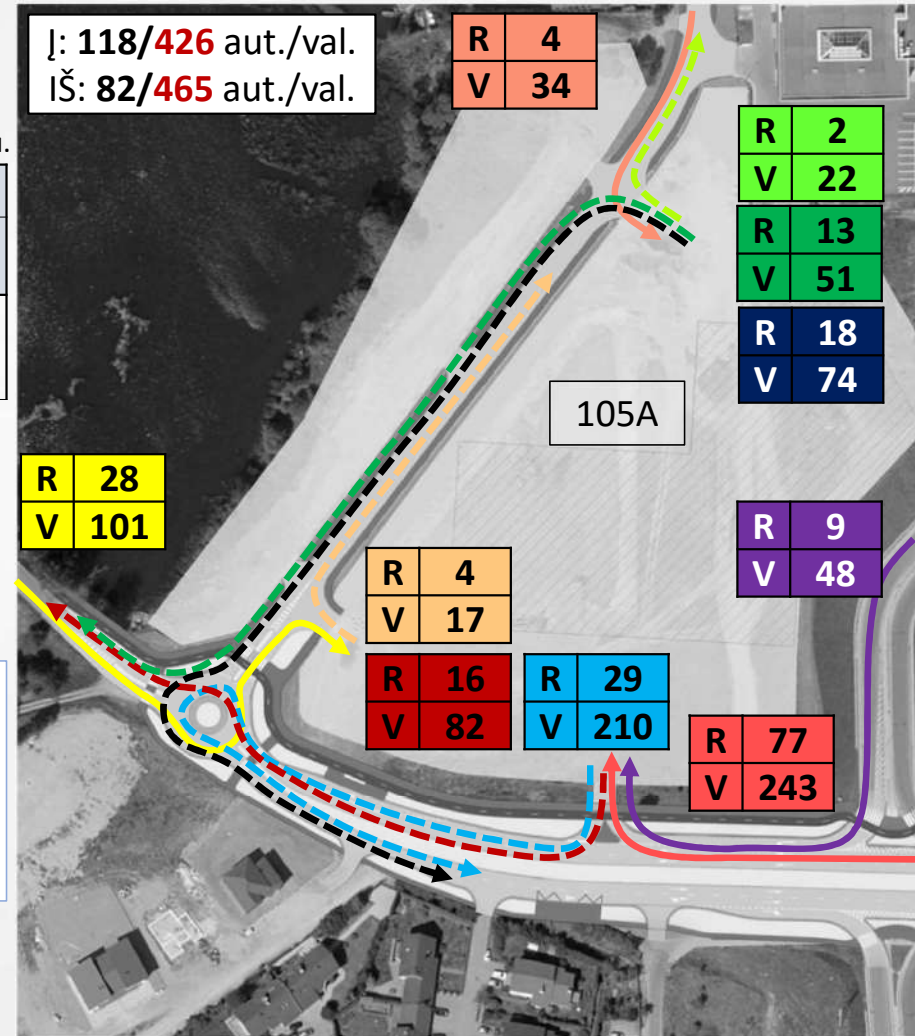 Į: 118/426 aut./val.
IŠ: 82/465 aut./val.
R 4
V 34
R 2
V 22
R 13
V 51
R 18
V 74
105A
R 28
V 101
R 9
V 48
R 4
V 17
R 16
V 82
R 29
V 210
R 77
V 243